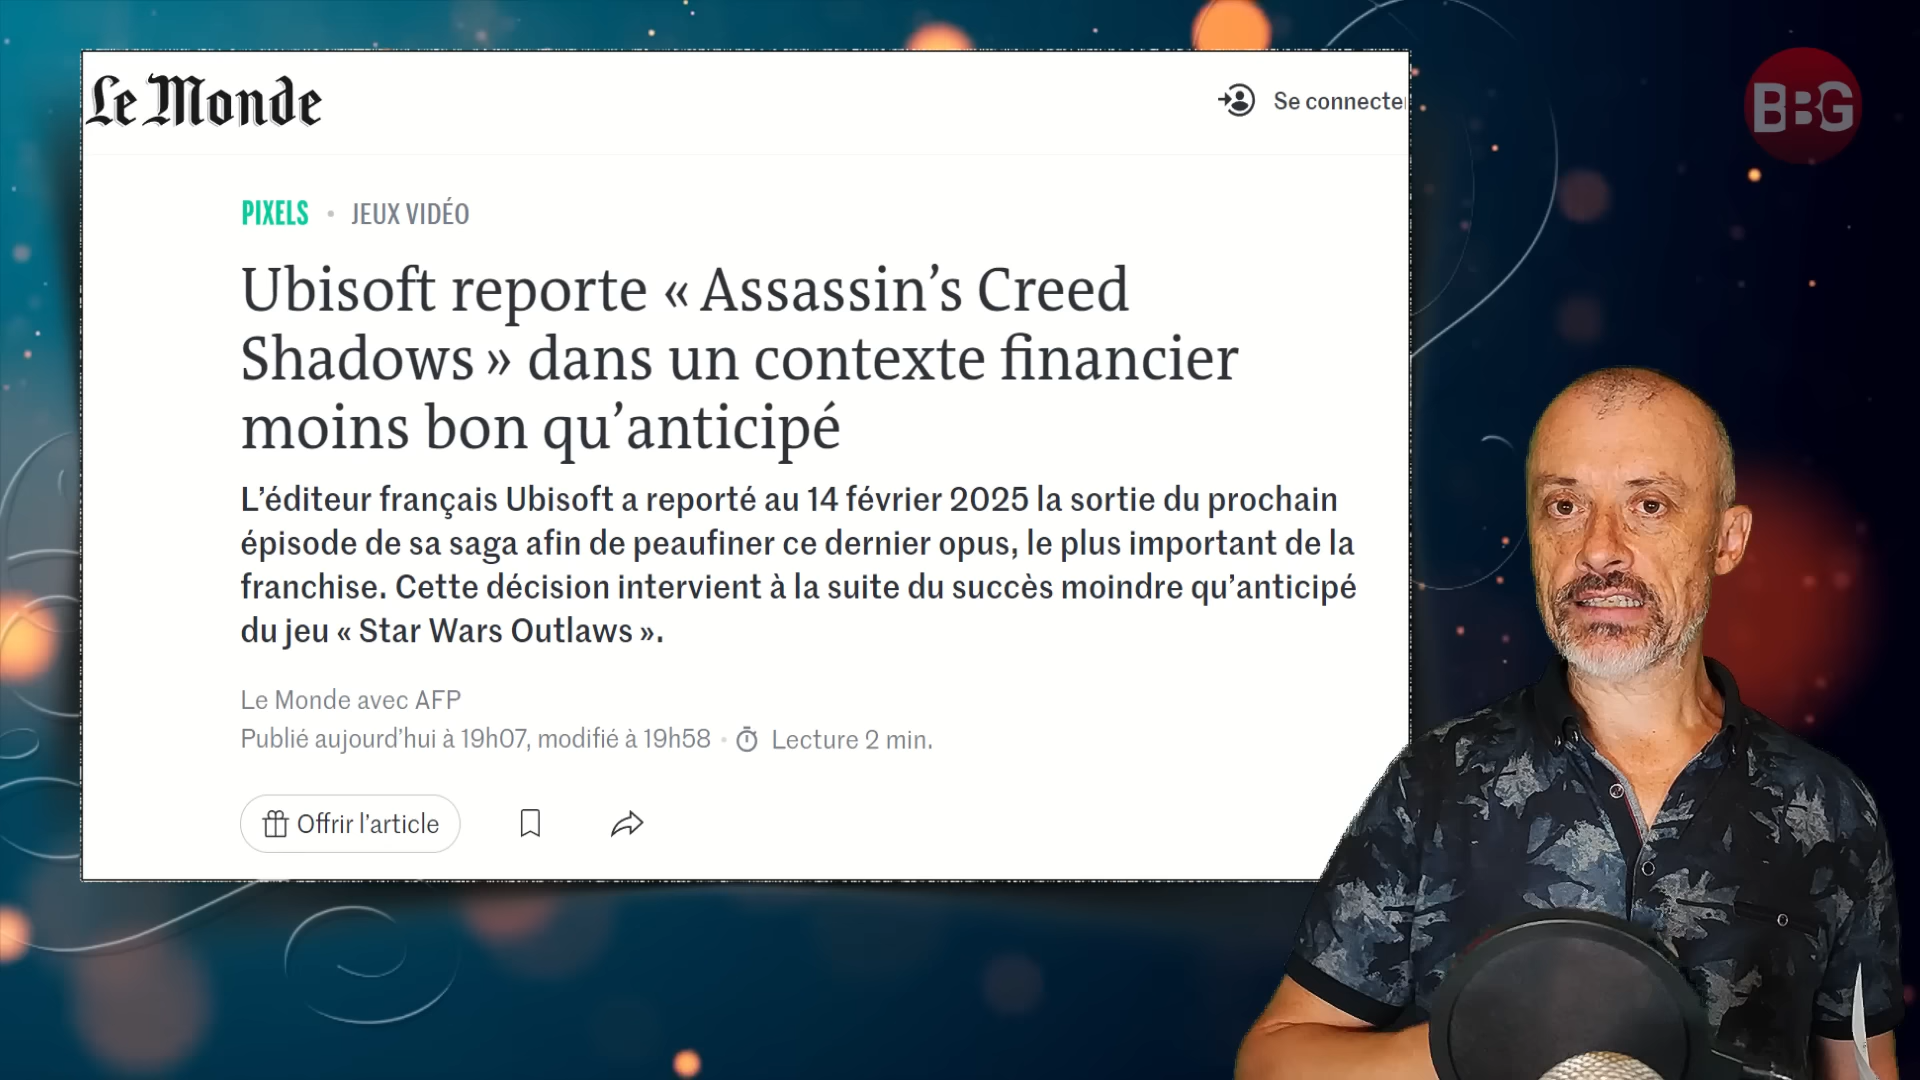 Le Monde
Se connecter
BBG
PIXELS • JEUX VIDÉO
Ubisoft reporte « Assassin’s Creed
Shadows » dans un contexte financier
moins bon qu’anticipé
L’éditeur français Ubisoft a reporté au 14 février 2025 la sortie du prochain
épisode de sa saga afin de peaufiner ce dernier opus, le plus important de la
franchise. Cette décision intervient à la suite du succès moindre qu’anticipé
du jeu « Star Wars Outlaws ».
Le Monde avec AFP
Publié aujourd’hui à 19h07, modifié à 19h58 • Lecture 2 min.
Offrir l’article